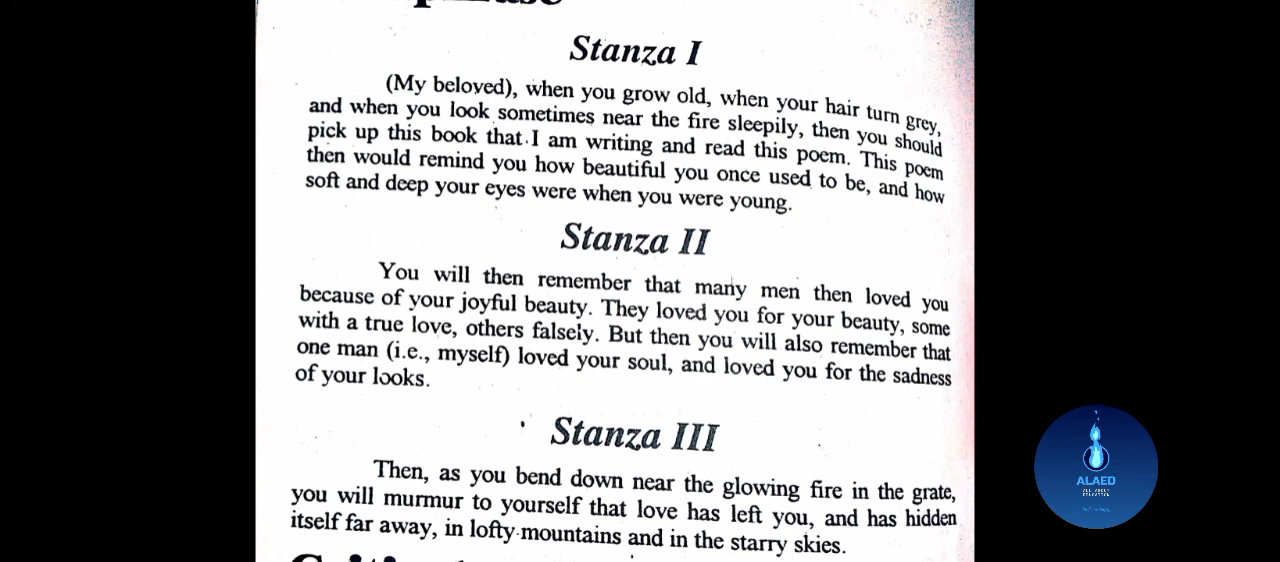 Stanza I
(My beloved), when you grow old, when your hair turn grey,
and when you look sometimes near the fire sleepily, then you should
pick up this book that I am writing and read this poem. This poem
then would remind you how beautiful you once used to be, and how
soft and deep your eyes were when you were young.
Stanza II
You will then remember that many men then loved you
because of your joyful beauty. They loved you for your beauty, some
with a true love, others falsely. But then you will also remember that
one man (i.e., myself) loved your soul, and loved you for the sadness
of your looks.
Stanza III
Then, as you bend down near the glowing fire in the grate,
you will murmur to yourself that love has left you, and has hidden
itself far away, in lofty mountains and in the starry skies.
ALAED